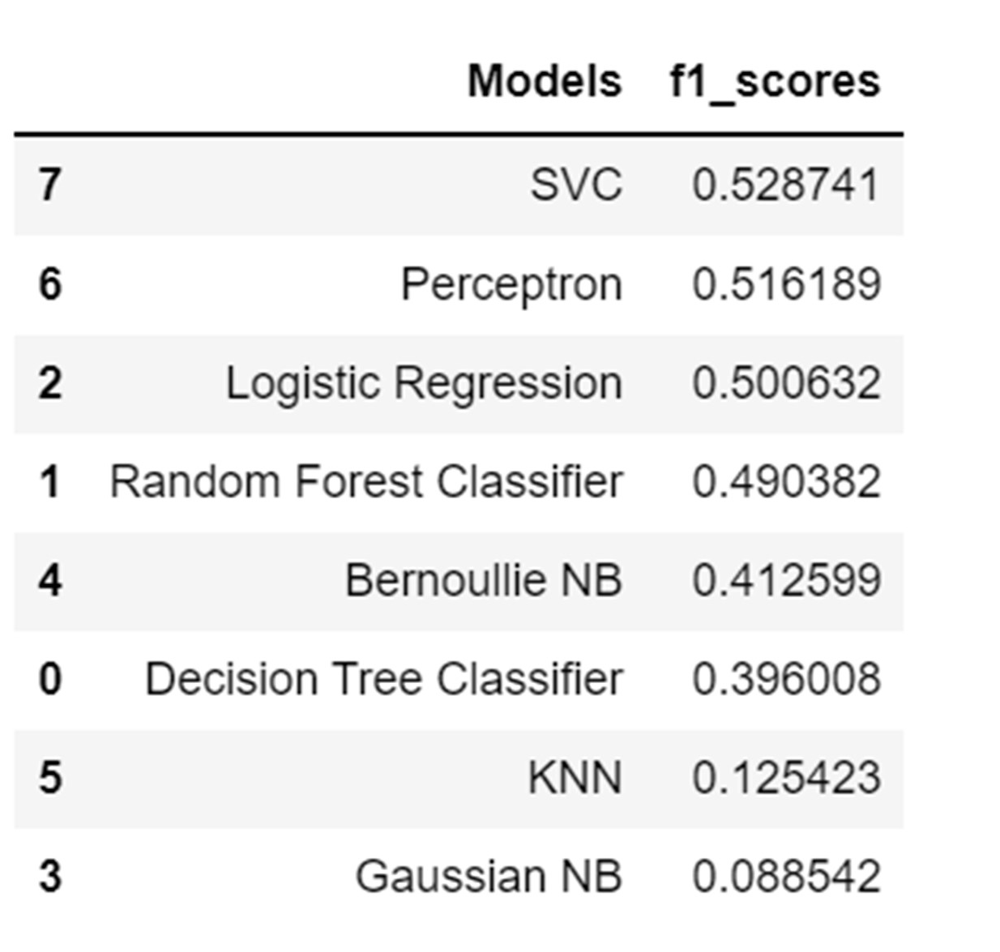 Models f1_scores
7 SVC 0.528741
6 Perceptron 0.516189
2 Logistic Regression 0.500632
1 Random Forest Classifier 0.490382
4 Bernoullie NB 0.412599
0 Decision Tree Classifier 0.396008
5 KNN 0.125423
3 Gaussian NB 0.088542